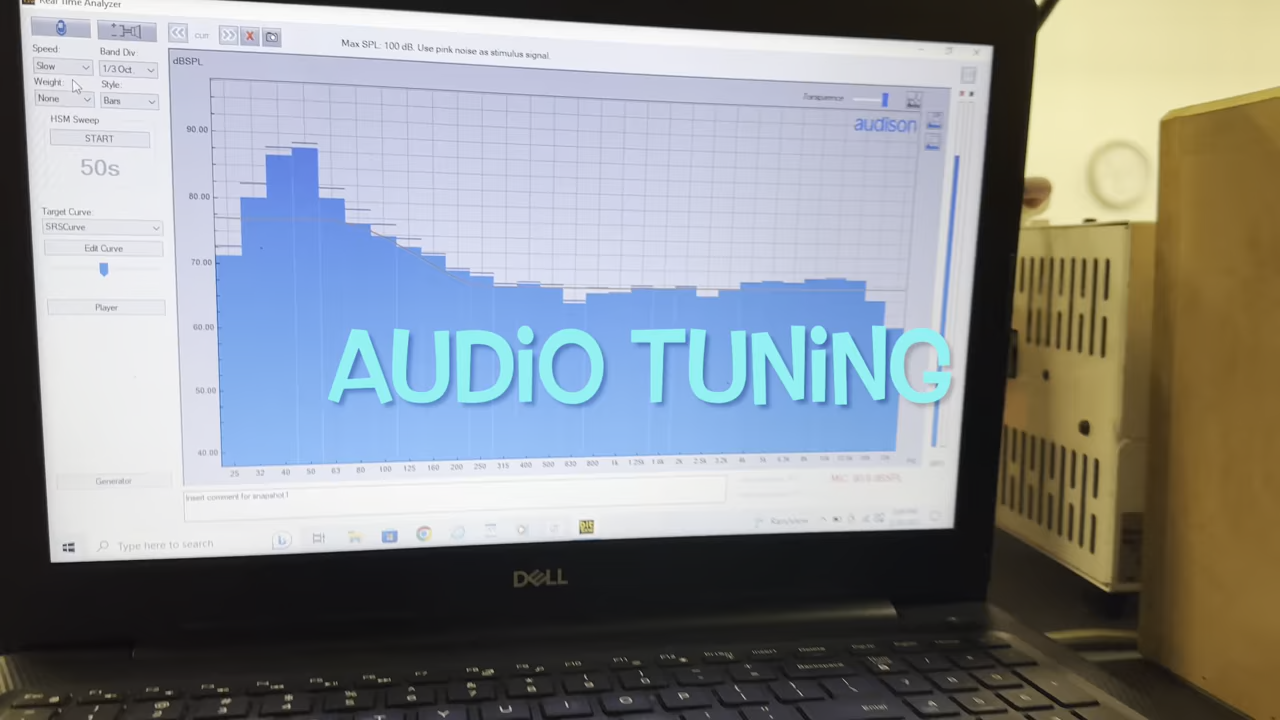 Real Time Analyzer
Speed:
Band Div
Slow
1/3 Oct
Weight:
Style:
None
Bars
HSM Sweep
START
50s
Target Curve:
SRSCurve
Edit Curve
Player
Generator
CUR
Max SPL: 100 dB. Use pink noise as stimulus signal.
dBSPL
Transparence
audison
90.00
80.00
70.00
60.00
50.00
40.00
25 32 40 50 63 80 100 125 160 200 250 315 400 500 630 800 1k 1.25k 1.6k 2k 2.5k 3.2k 4k 5k 6.3k 8k 10k
AUDiO TUNiNG
Insert comment for snapshot 1
Type here to search
DELL